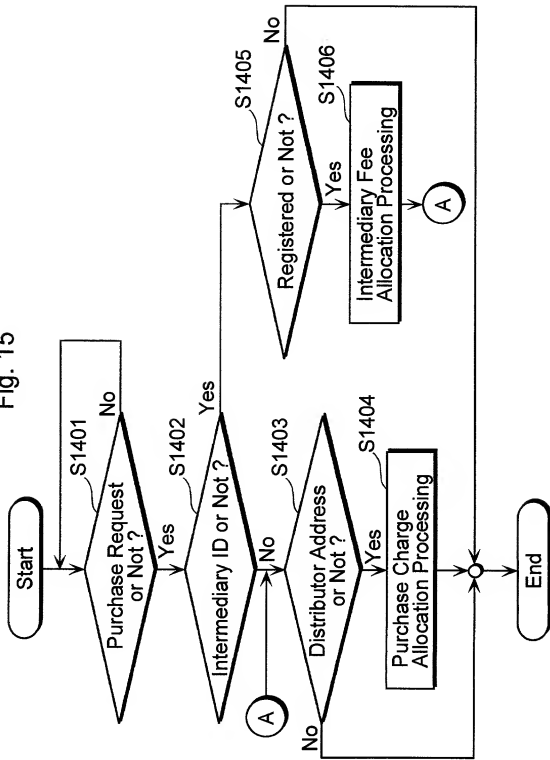 Fig. 15
Start
S1401
Purchase Request
or Not ?
No
Yes
S1402
Intermediary ID or Not ?
Yes
No
A
S1403
Distributor Address
or Not ?
No
Yes
S1404
Purchase Charge
Allocation Processing
End
S1405
Registered or Not ?
No
Yes
S1406
Intermediary Fee
Allocation Processing
A